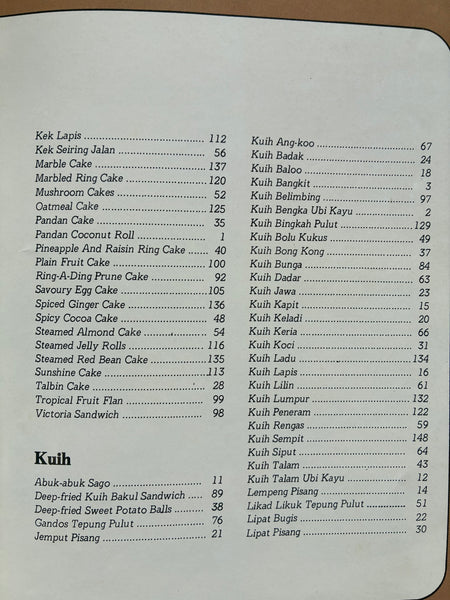 Kek Lapis ........ 112
Kek Seiring Jalan ........ 56
Marble Cake ........ 137
Marbled Ring Cake ........ 120
Mushroom Cakes ........ 52
Oatmeal Cake ........ 125
Pandan Cake ........ 35
Pandan Coconut Roll ........ 1
Pineapple And Raisin Ring Cake ...... 40
Plain Fruit Cake ........ 100
Ring-A-Ding Prune Cake ........ 92
Savoury Egg Cake ........ 105
Spiced Ginger Cake ........ 136
Spicy Cocoa Cake ........ 48
Steamed Almond Cake ........ 54
Steamed Jelly Rolls ........ 116
Steamed Red Bean Cake ........ 135
Sunshine Cake ........ 113
Talbin Cake ........ 28
Tropical Fruit Flan ........ 99
Victoria Sandwich ........ 98
Kuih
Abuk-abuk Sago ........ 11
Deep-fried Kuih Bakul Sandwich ..... 89
Deep-fried Sweet Potato Balls ........ 38
Gandos Tepung Pulut ........ 76
Jemput Pisang ........ 21
Kuih Ang-koo ........ 67
Kuih Badak ........ 24
Kuih Baloo ........ 18
Kuih Bangkit ........ 3
Kuih Belimbing ........ 97
Kuih Bengka Ubi Kayu ........ 2
Kuih Bingkah Pulut ........ 129
Kuih Bolu Kukus ........ 49
Kuih Bong Kong ........ 37
Kuih Bunga ........ 84
Kuih Dadar ........ 63
Kuih Jawa ........ 23
Kuih Kapit ........ 15
Kuih Keladi ........ 20
Kuih Keria ........ 66
Kuih Koci ........ 31
Kuih Ladu ........ 134
Kuih Lapis ........ 16
Kuih Lilin ........ 61
Kuih Lumpur ........ 132
Kuih Peneram ........ 122
Kuih Rengas ........ 59
Kuih Sempit ........ 148
Kuih Siput ........ 64
Kuih Talam ........ 43
Kuih Talam Ubi Kayu ........ 12
Lempeng Pisang ........ 14
Likad Likuk Tepung Pulut ........ 51
Lipat Bugis ........ 22
Lipat Pisang ........ 30